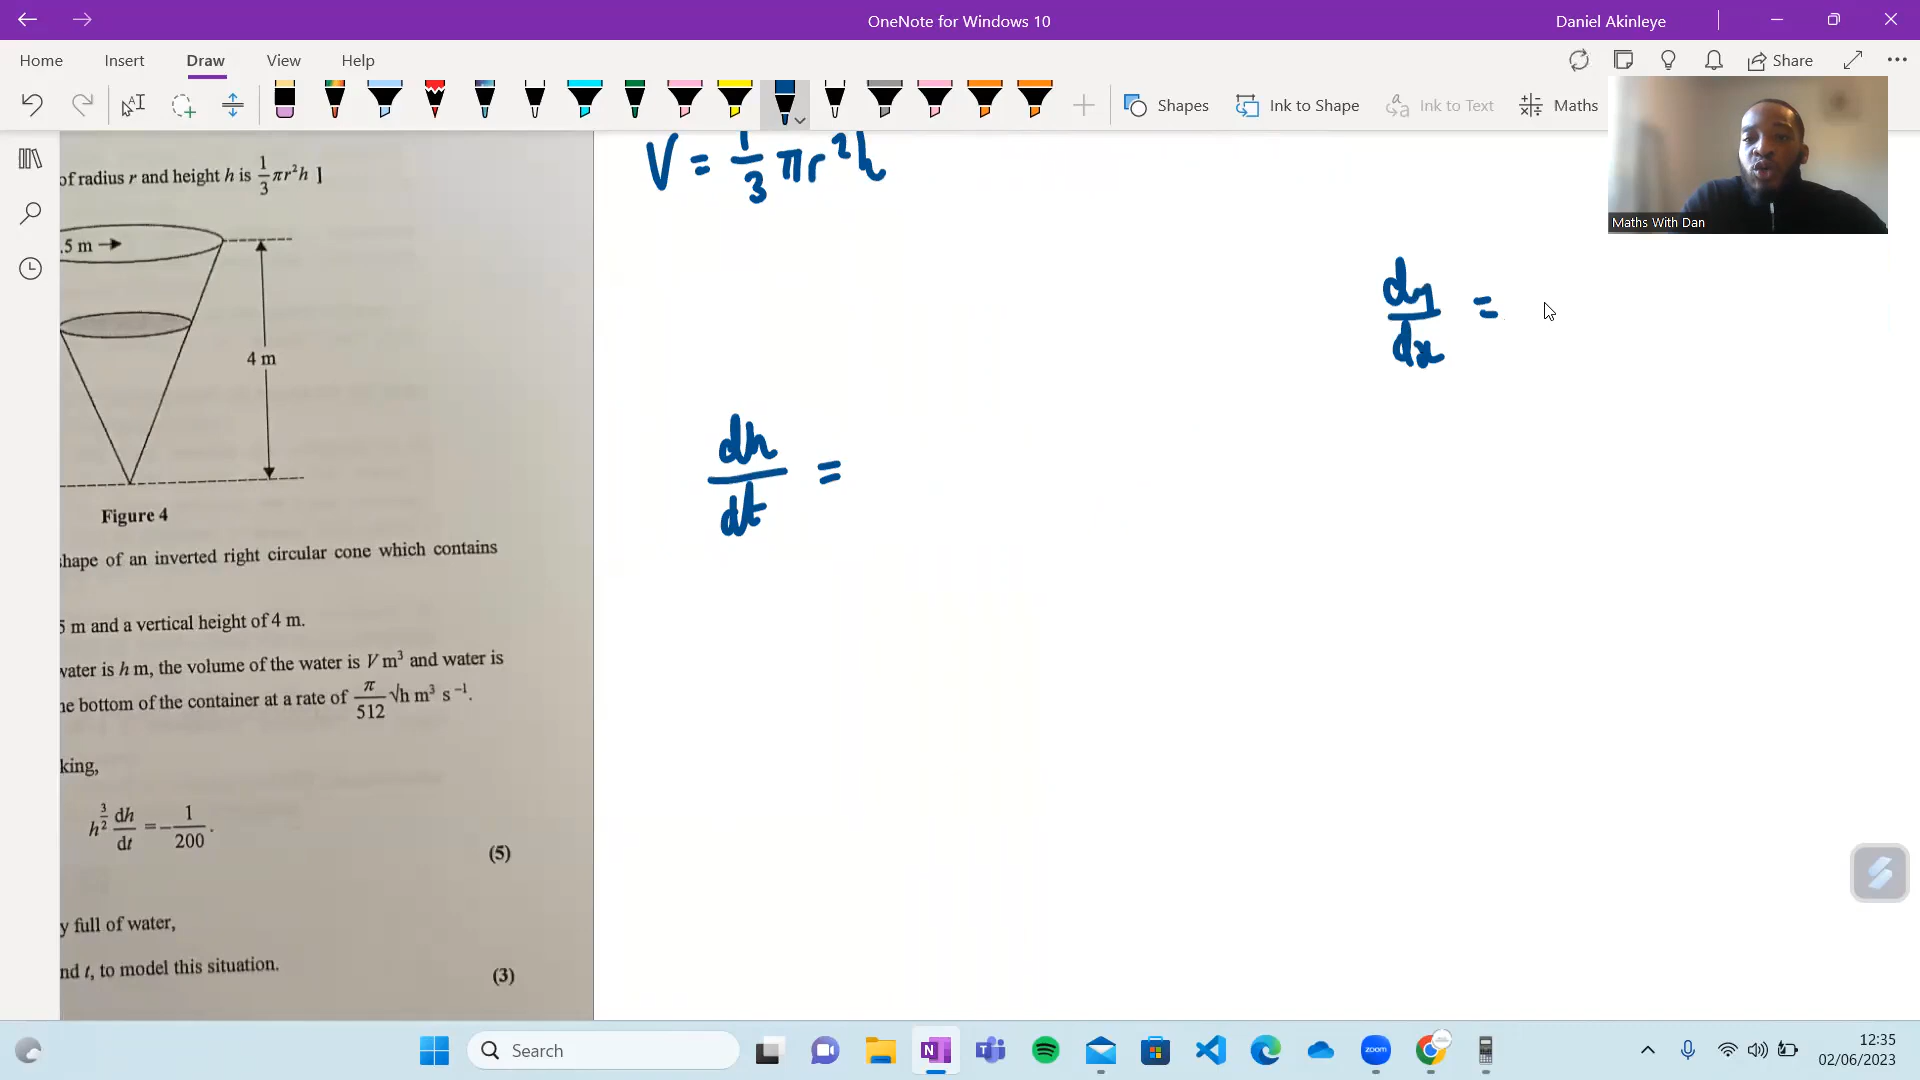 OneNote for Windows 10
Daniel Akinleye
Home Insert Draw View Help
Share
Shapes Ink to Shape Ink to Text Maths
Maths With Dan
of radius r and height h is 1/3 πr²h ]
.5 m
4 m
Figure 4
shape of an inverted right circular cone which contains
5 m and a vertical height of 4 m.
water is h m, the volume of the water is V m³ and water is
he bottom of the container at a rate of π/512 √h m³ s⁻¹.
king,
h^(3/2) dh/dt = −1/200.
(5)
y full of water,
nd t, to model this situation.
(3)
V = 1/3 πr²h
dy/dx =
dh/dt =
Search
zoom
12:35
02/06/2023